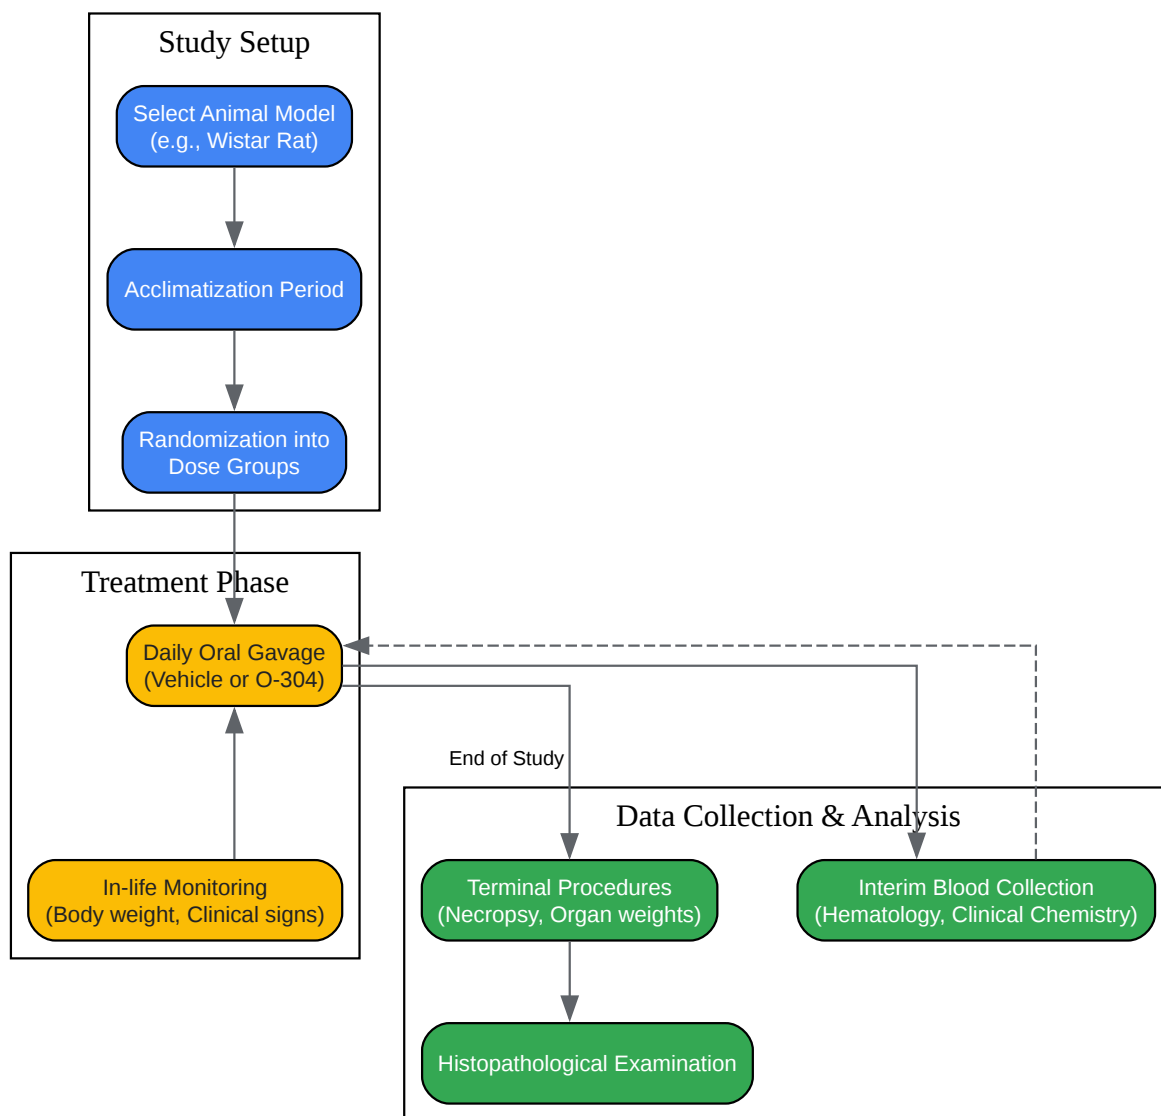 Study Setup
Select Animal Model
(e.g., Wistar Rat)
Acclimatization Period
Randomization into
Dose Groups
Treatment Phase
Daily Oral Gavage
(Vehicle or O-304)
End of Study
Data Collection & Analysis
In-life Monitoring
(Body weight, Clinical signs)
Terminal Procedures
(Necropsy, Organ weights)
Interim Blood Collection
(Hematology, Clinical Chemistry)
Histopathological Examination